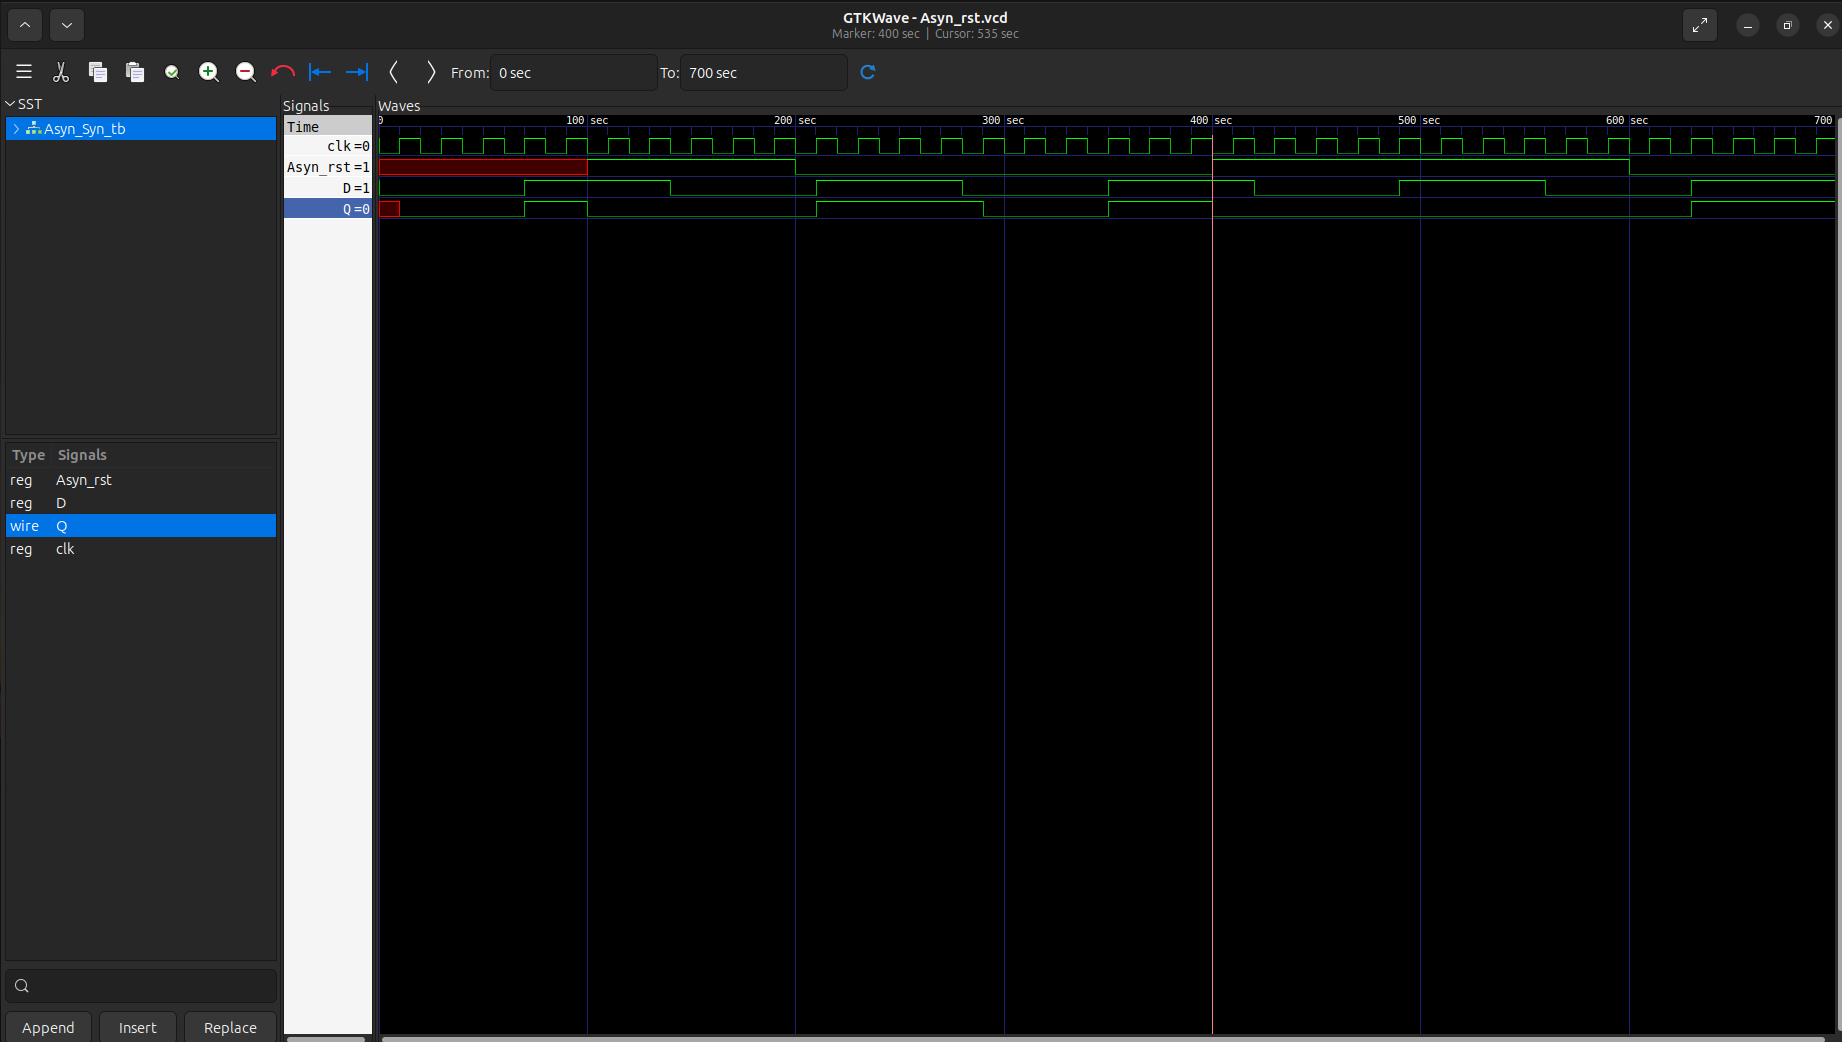 GTKWave - Asyn_rst.vcd
Marker: 400 sec | Cursor: 535 sec
From: 0 sec To: 700 sec
SST
Asyn_Syn_tb
Type Signals
reg Asyn_rst
reg D
wire Q
reg clk
Append Insert Replace
Signals
Time
clk=0
Asyn_rst=1
D=1
Q=0
Waves
0 100 sec 200 sec 300 sec 400 sec 500 sec 600 sec 700